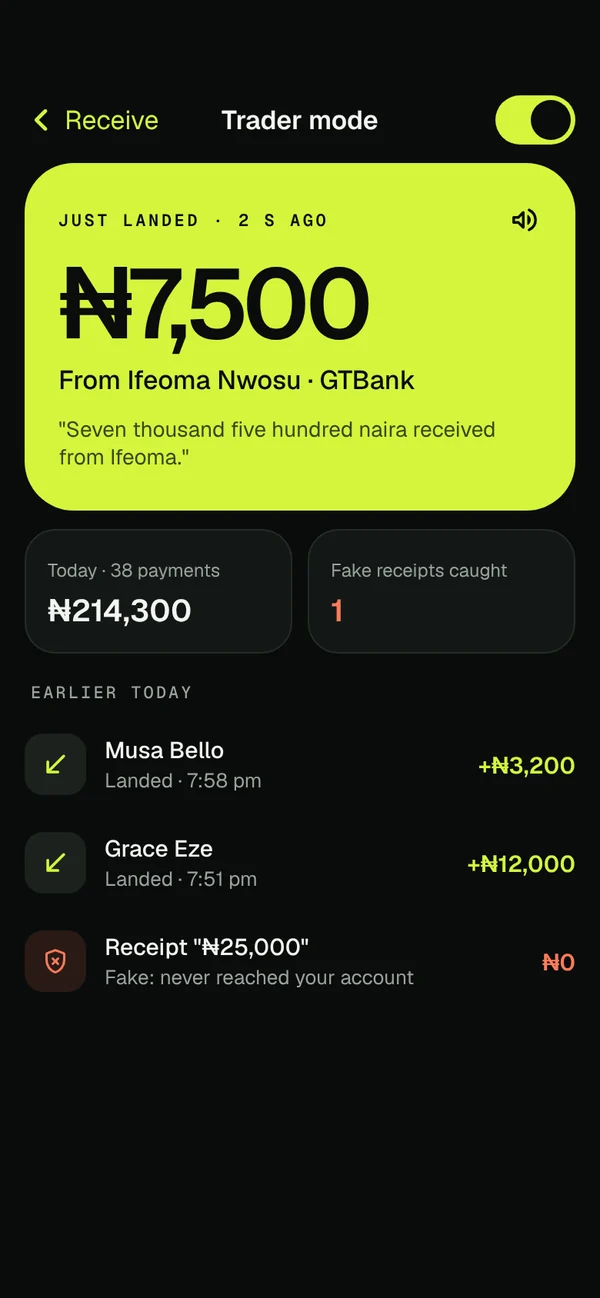 Receive
Trader mode
JUST LANDED · 2 S AGO
₦7,500
From Ifeoma Nwosu · GTBank
"Seven thousand five hundred naira received
from Ifeoma."
Today · 38 payments
₦214,300
Fake receipts caught
1
EARLIER TODAY
Musa Bello
Landed · 7:58 pm
+₦3,200
Grace Eze
Landed · 7:51 pm
+₦12,000
Receipt "₦25,000"
Fake: never reached your account
₦0